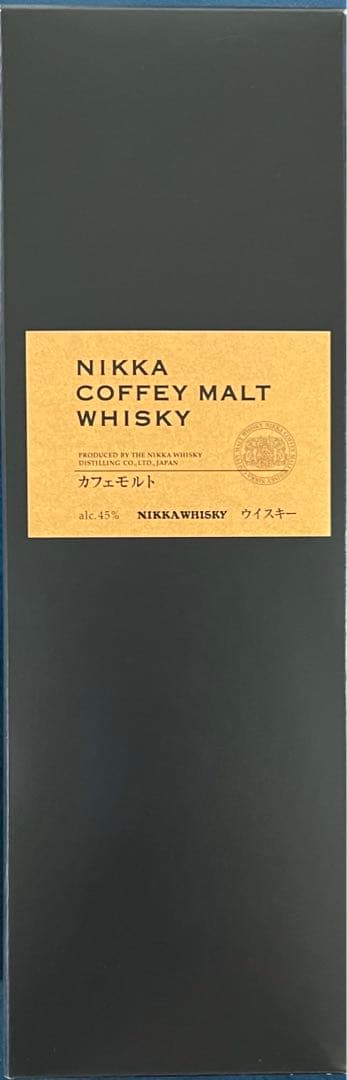 NIKKA
COFFEY MALT
WHISKY
PRODUCED BY THE NIKKA WHISKY
DISTILLING CO., LTD., JAPAN
カフェモルト
alc.45% NIKKA WHISKY ウイスキー